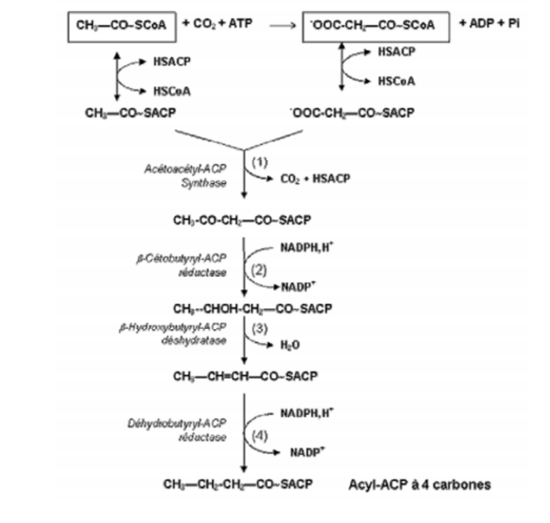 CH₃—CO-SCoA + CO₂ + ATP → ⁻OOC-CH₂—CO~SCoA + ADP + Pi
HSACP HSACP
HSCoA HSCoA
CH₃—CO~SACP ⁻OOC-CH₂—CO~SACP
Acétoacétyl-ACP (1)
Synthase CO₂ + HSACP
CH₃-CO-CH₂—CO~SACP
NADPH,H⁺
β-Cétobutyryl-ACP
réductase (2)
NADP⁺
CH₃--CHOH-CH₂—CO~SACP
β-Hydroxybutyryl-ACP (3)
déshydratase H₂O
CH₃—CH=CH—CO~SACP
NADPH,H⁺
Déhydrobutyryl-ACP
réductase (4)
NADP⁺
CH₃—CH₂-CH₂—CO~SACP Acyl-ACP à 4 carbones